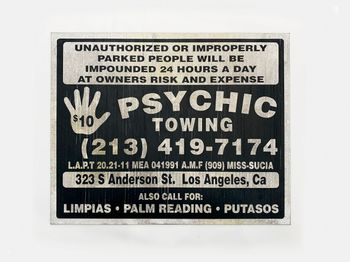 UNAUTHORIZED OR IMPROPERLY
PARKED PEOPLE WILL BE
IMPOUNDED 24 HOURS A DAY
AT OWNERS RISK AND EXPENSE
$10
PSYCHIC
TOWING
(213) 419-7174
L.A.P.T 20.21-11 MEA 041991 A.M.F (909) MISS-SUCIA
323 S Anderson St. Los Angeles, Ca
ALSO CALL FOR:
LIMPIAS • PALM READING • PUTASOS